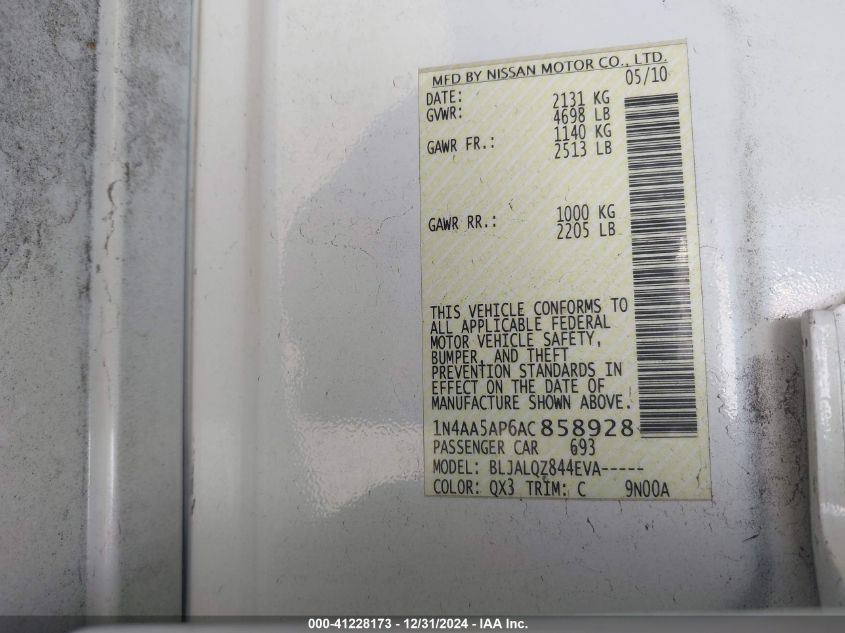 MFD BY NISSAN MOTOR CO., LTD.
DATE: 05/10
GVWR: 2131 KG
4698 LB
GAWR FR.: 1140 KG
2513 LB
GAWR RR.: 1000 KG
2205 LB
THIS VEHICLE CONFORMS TO
ALL APPLICABLE FEDERAL
MOTOR VEHICLE SAFETY,
BUMPER, AND THEFT
PREVENTION STANDARDS IN
EFFECT ON THE DATE OF
MANUFACTURE SHOWN ABOVE.
1N4AA5AP6AC858928
PASSENGER CAR 693
MODEL: BLJALQZ844EVA-----
COLOR: QX3 TRIM: C 9N00A
000-41228173 - 12/31/2024 - IAA Inc.